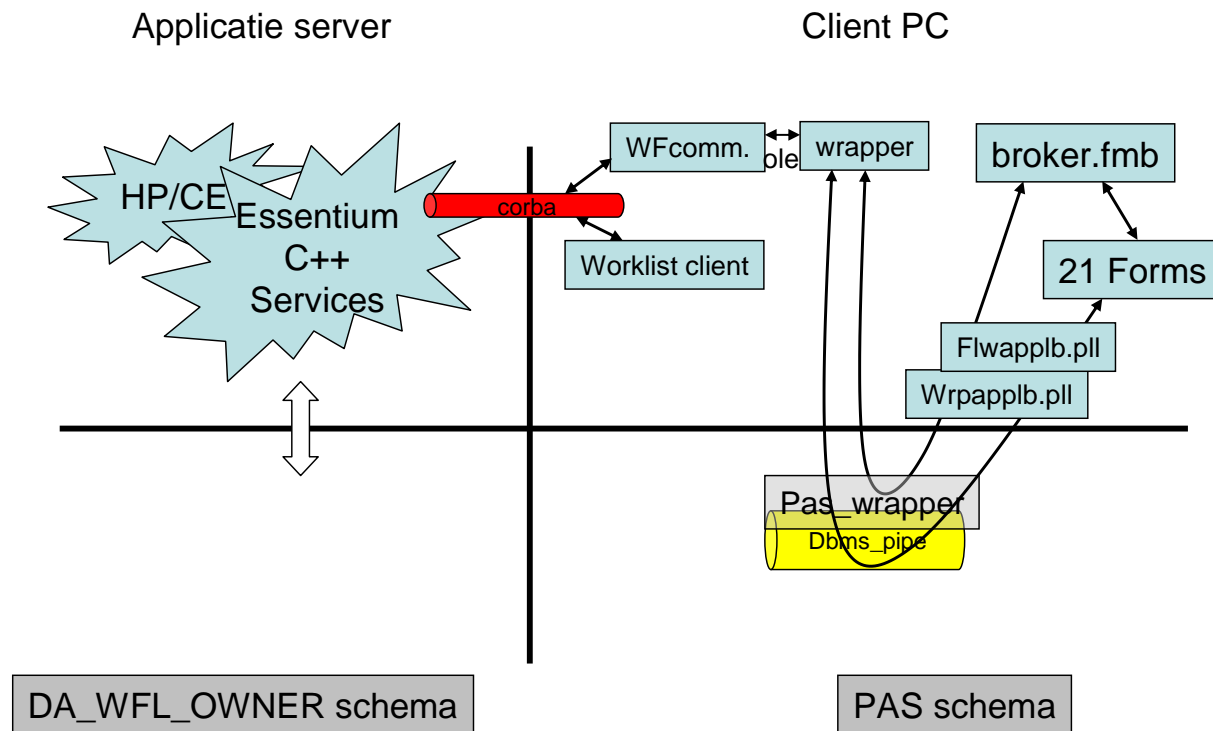 Applicatie server
Client PC
HP/CE
Essentium
C++
Services
corba
WFcomm.
ole
wrapper
broker.fmb
Worklist client
21 Forms
Flwapplb.pll
Wrpapplb.pll
Pas_wrapper
Dbms_pipe
DA_WFL_OWNER schema
PAS schema